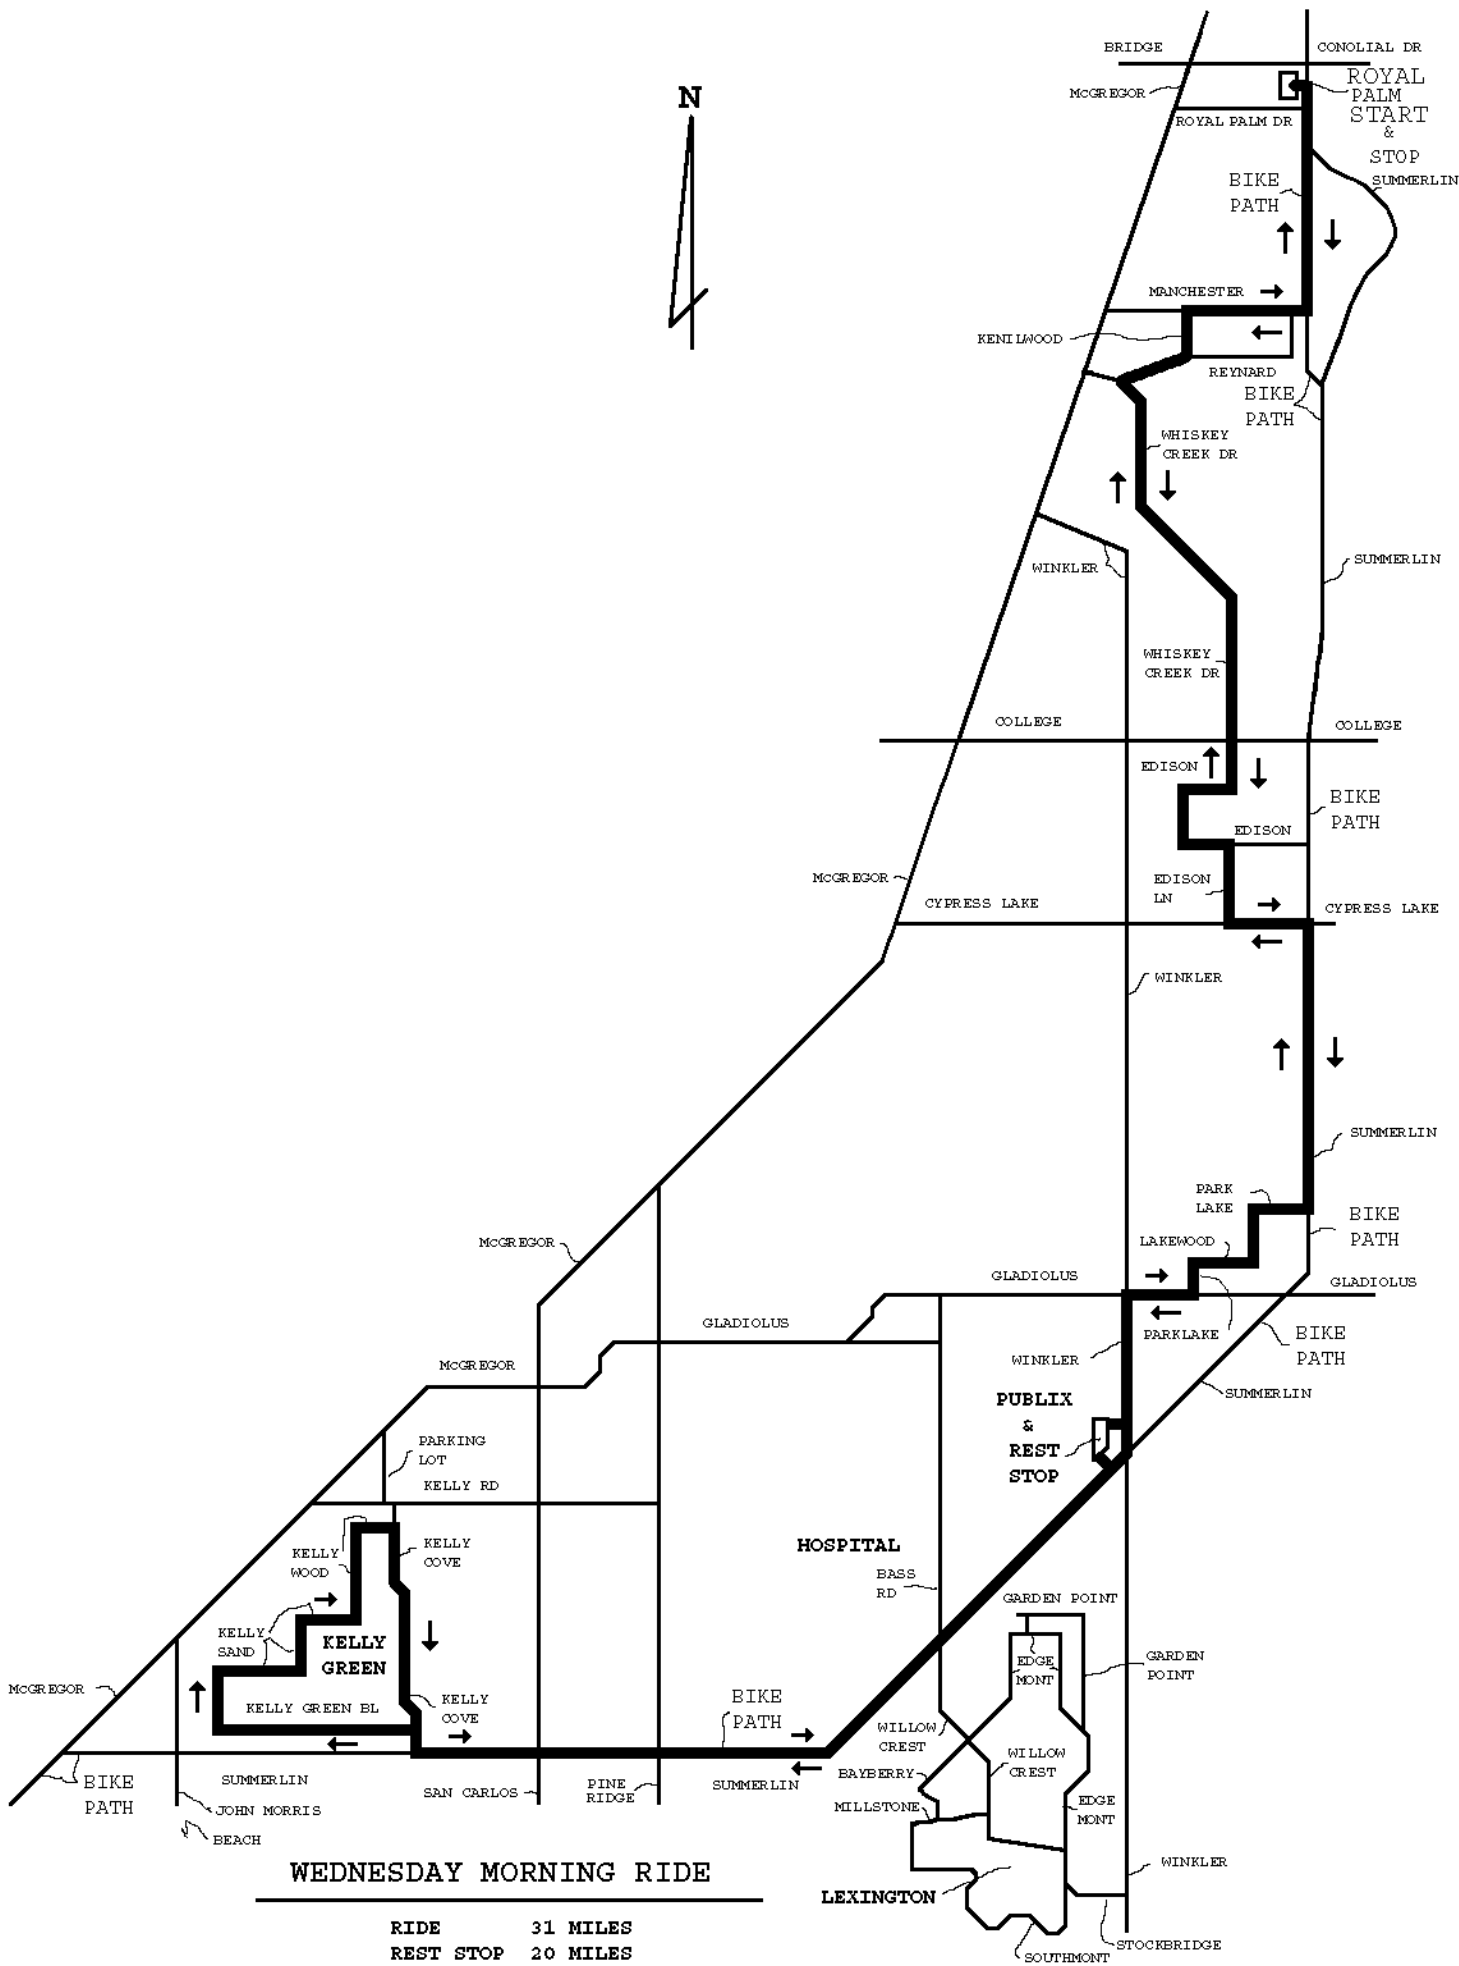 BRIDGE
CONOLIAL DR
ROYAL
PALM
START
&
STOP
N
McGREGOR
ROYAL PALM DR
SUMMERLIN
BIKE
PATH
MANCHESTER
KENILWOOD
REYNARD
BIKE
PATH
WHISKEY
CREEK DR
SUMMERLIN
WINKLER
WHISKEY
CREEK DR
COLLEGE
COLLEGE
EDISON
BIKE
PATH
EDISON
McGREGOR
EDISON
LN
CYPRESS LAKE
CYPRESS LAKE
WINKLER
SUMMERLIN
PARK
LAKE
BIKE
PATH
McGREGOR
LAKEWOOD
GLADIOLUS
GLADIOLUS
GLADIOLUS
PARKLAKE
BIKE
PATH
McGREGOR
WINKLER
SUMMERLIN
PUBLIX
&
REST
STOP
PARKING
LOT
KELLY RD
KELLY
WOOD
KELLY
COVE
HOSPITAL
BASS
RD
GARDEN POINT
KELLY
SAND
KELLY
GREEN
EDGE
MONT
GARDEN
POINT
McGREGOR
KELLY GREEN BL
KELLY
COVE
BIKE
PATH
WILLOW
CREST
WILLOW
CREST
BAYBERRY
BIKE
PATH
SUMMERLIN
SAN CARLOS
PINE
RIDGE
SUMMERLIN
MILLSTONE
EDGE
MONT
JOHN MORRIS
BEACH
WINKLER
LEXINGTON
STOCKBRIDGE
SOUTHMONT
WEDNESDAY MORNING RIDE
RIDE 31 MILES
REST STOP 20 MILES